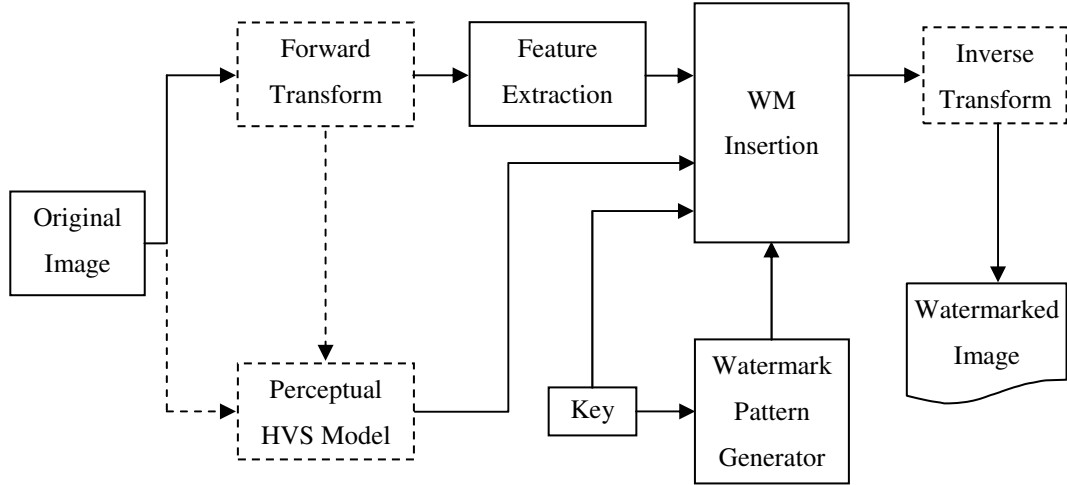 Forward
Transform
Feature
Extraction
WM
Insertion
Inverse
Transform
Original
Image
Watermarked
Image
Perceptual
HVS Model
Key
Watermark
Pattern
Generator